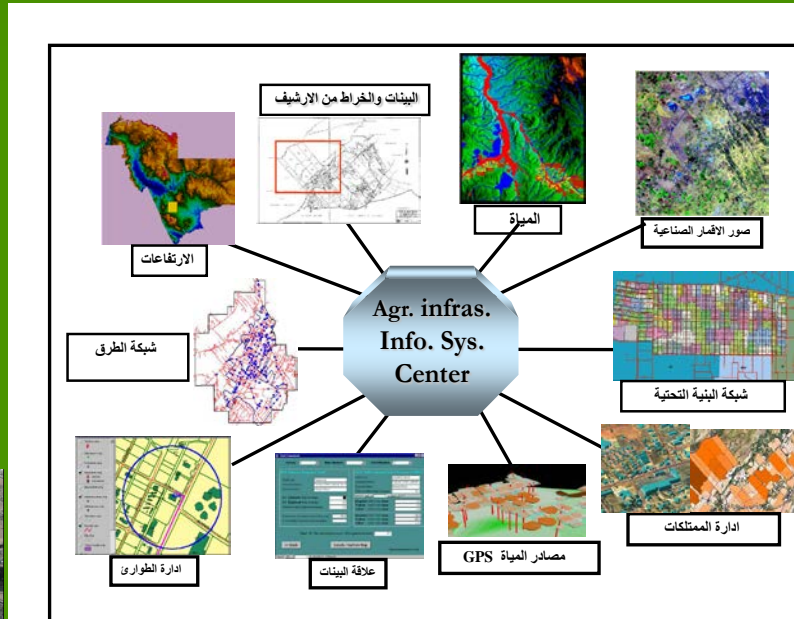 البينات والخراط من الارشيف
المياة
صور الاقمار الصناعية
الارتفاعات
Agr. infras.
Info. Sys.
Center
شبكة الطرق
شبكة البنية التحتية
ادارة الطوارئ
علاقة البينات
مصادر المياة GPS
ادارة الممتلكات